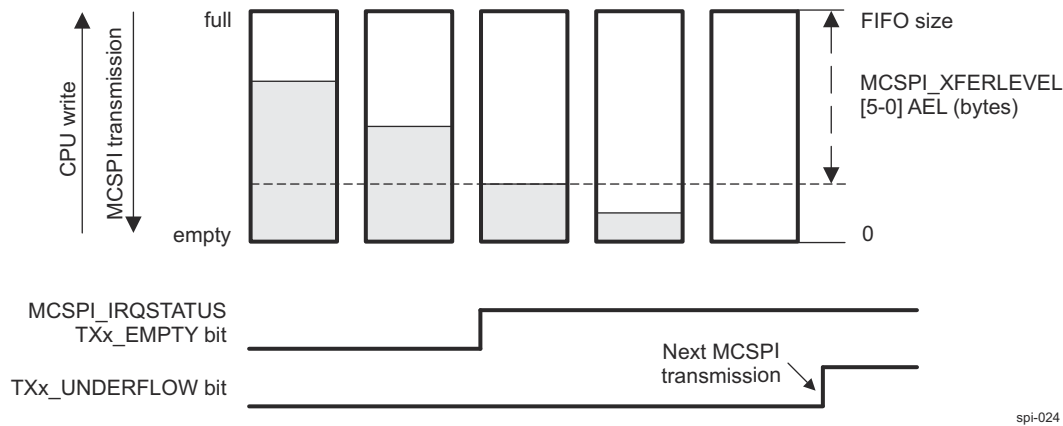 full
FIFO size
CPU write
MCSPI transmission
MCSPI_XFERLEVEL
[5-0] AEL (bytes)
empty
0
MCSPI_IRQSTATUS
TXx_EMPTY bit
Next MCSPI
transmission
TXx_UNDERFLOW bit
spi-024